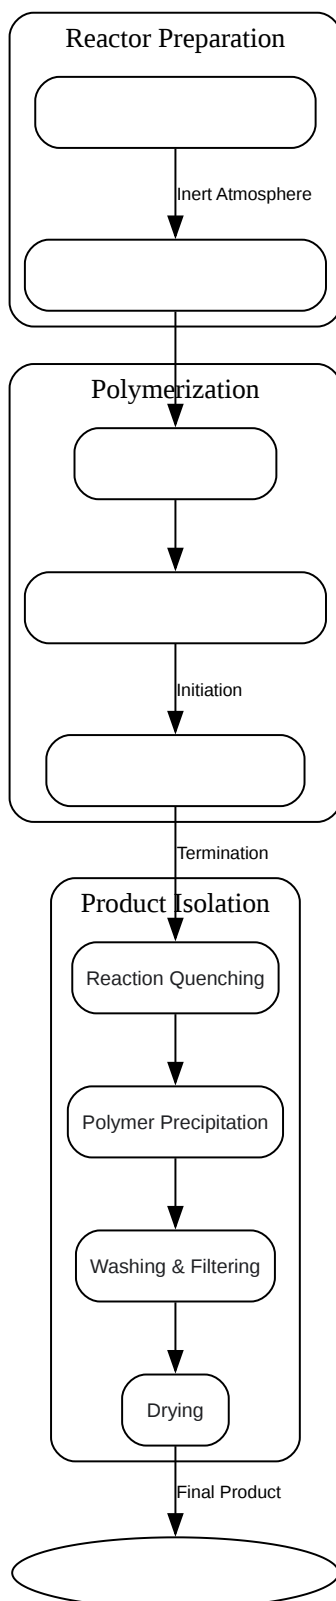 Reactor Preparation
Inert Atmosphere
Polymerization
Initiation
Termination
Product Isolation
Reaction Quenching
Polymer Precipitation
Washing & Filtering
Drying
Final Product